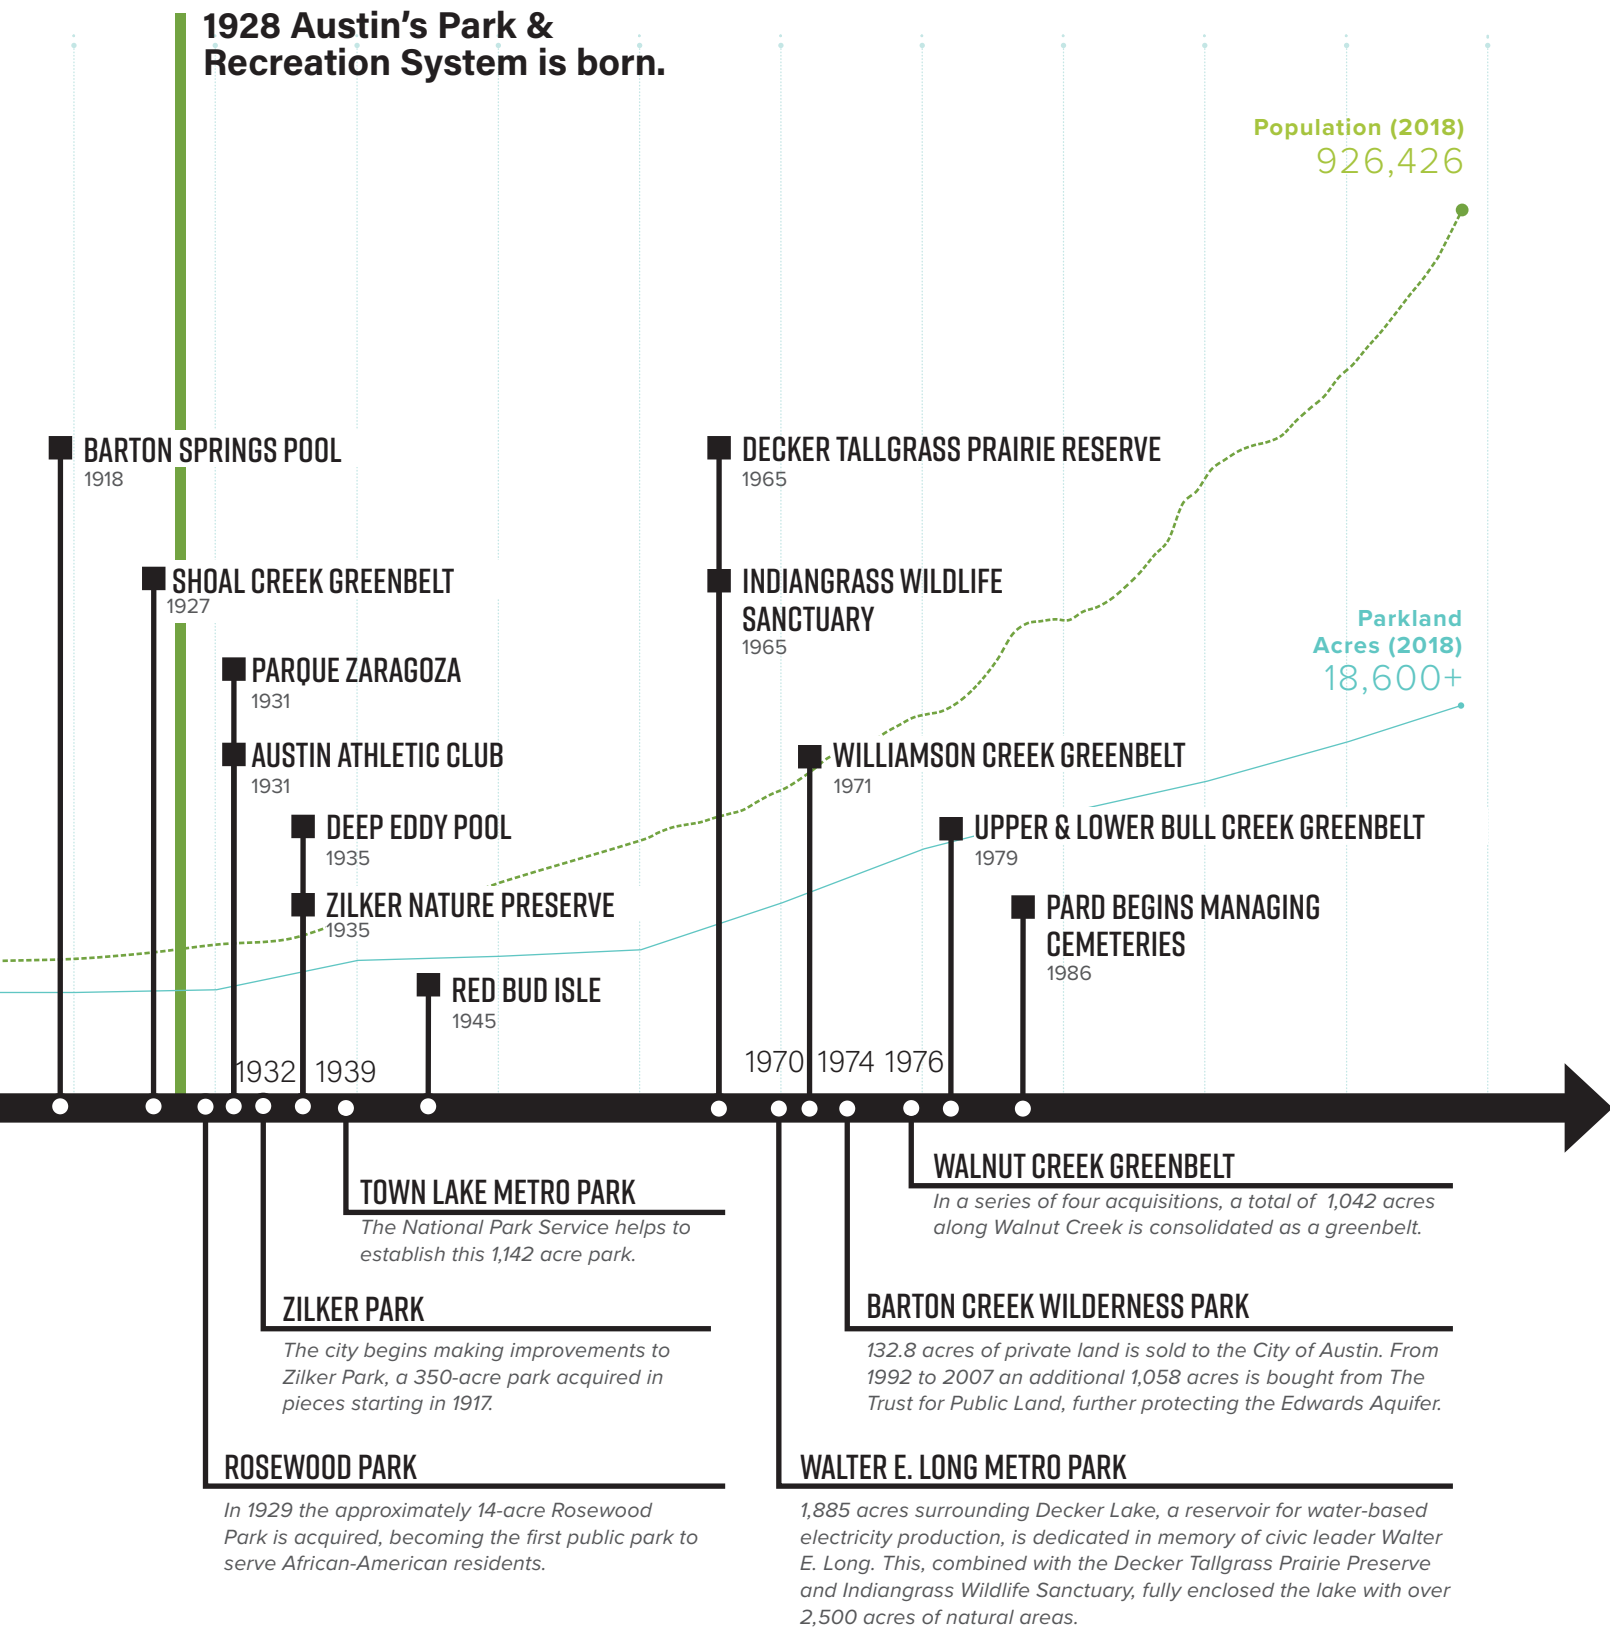 1928 Austin's Park &
Recreation System is born.
Population (2018)
926,426
BARTON SPRINGS POOL
1918
DECKER TALLGRASS PRAIRIE RESERVE
1965
SHOAL CREEK GREENBELT
1927
INDIANGRASS WILDLIFE
SANCTUARY
1965
Parkland
Acres (2018)
18,600+
PARQUE ZARAGOZA
1931
AUSTIN ATHLETIC CLUB
1931
WILLIAMSON CREEK GREENBELT
1971
DEEP EDDY POOL
1935
UPPER & LOWER BULL CREEK GREENBELT
1979
ZILKER NATURE PRESERVE
1935
PARD BEGINS MANAGING
CEMETERIES
1986
RED BUD ISLE
1945
1932 1939
1970 1974 1976
TOWN LAKE METRO PARK
The National Park Service helps to
establish this 1,142 acre park.
WALNUT CREEK GREENBELT
In a series of four acquisitions, a total of 1,042 acres
along Walnut Creek is consolidated as a greenbelt.
ZILKER PARK
The city begins making improvements to
Zilker Park, a 350-acre park acquired in
pieces starting in 1917.
BARTON CREEK WILDERNESS PARK
132.8 acres of private land is sold to the City of Austin. From
1992 to 2007 an additional 1,058 acres is bought from The
Trust for Public Land, further protecting the Edwards Aquifer.
ROSEWOOD PARK
In 1929 the approximately 14-acre Rosewood
Park is acquired, becoming the first public park to
serve African-American residents.
WALTER E. LONG METRO PARK
1,885 acres surrounding Decker Lake, a reservoir for water-based
electricity production, is dedicated in memory of civic leader Walter
E. Long. This, combined with the Decker Tallgrass Prairie Preserve
and Indiangrass Wildlife Sanctuary, fully enclosed the lake with over
2,500 acres of natural areas.